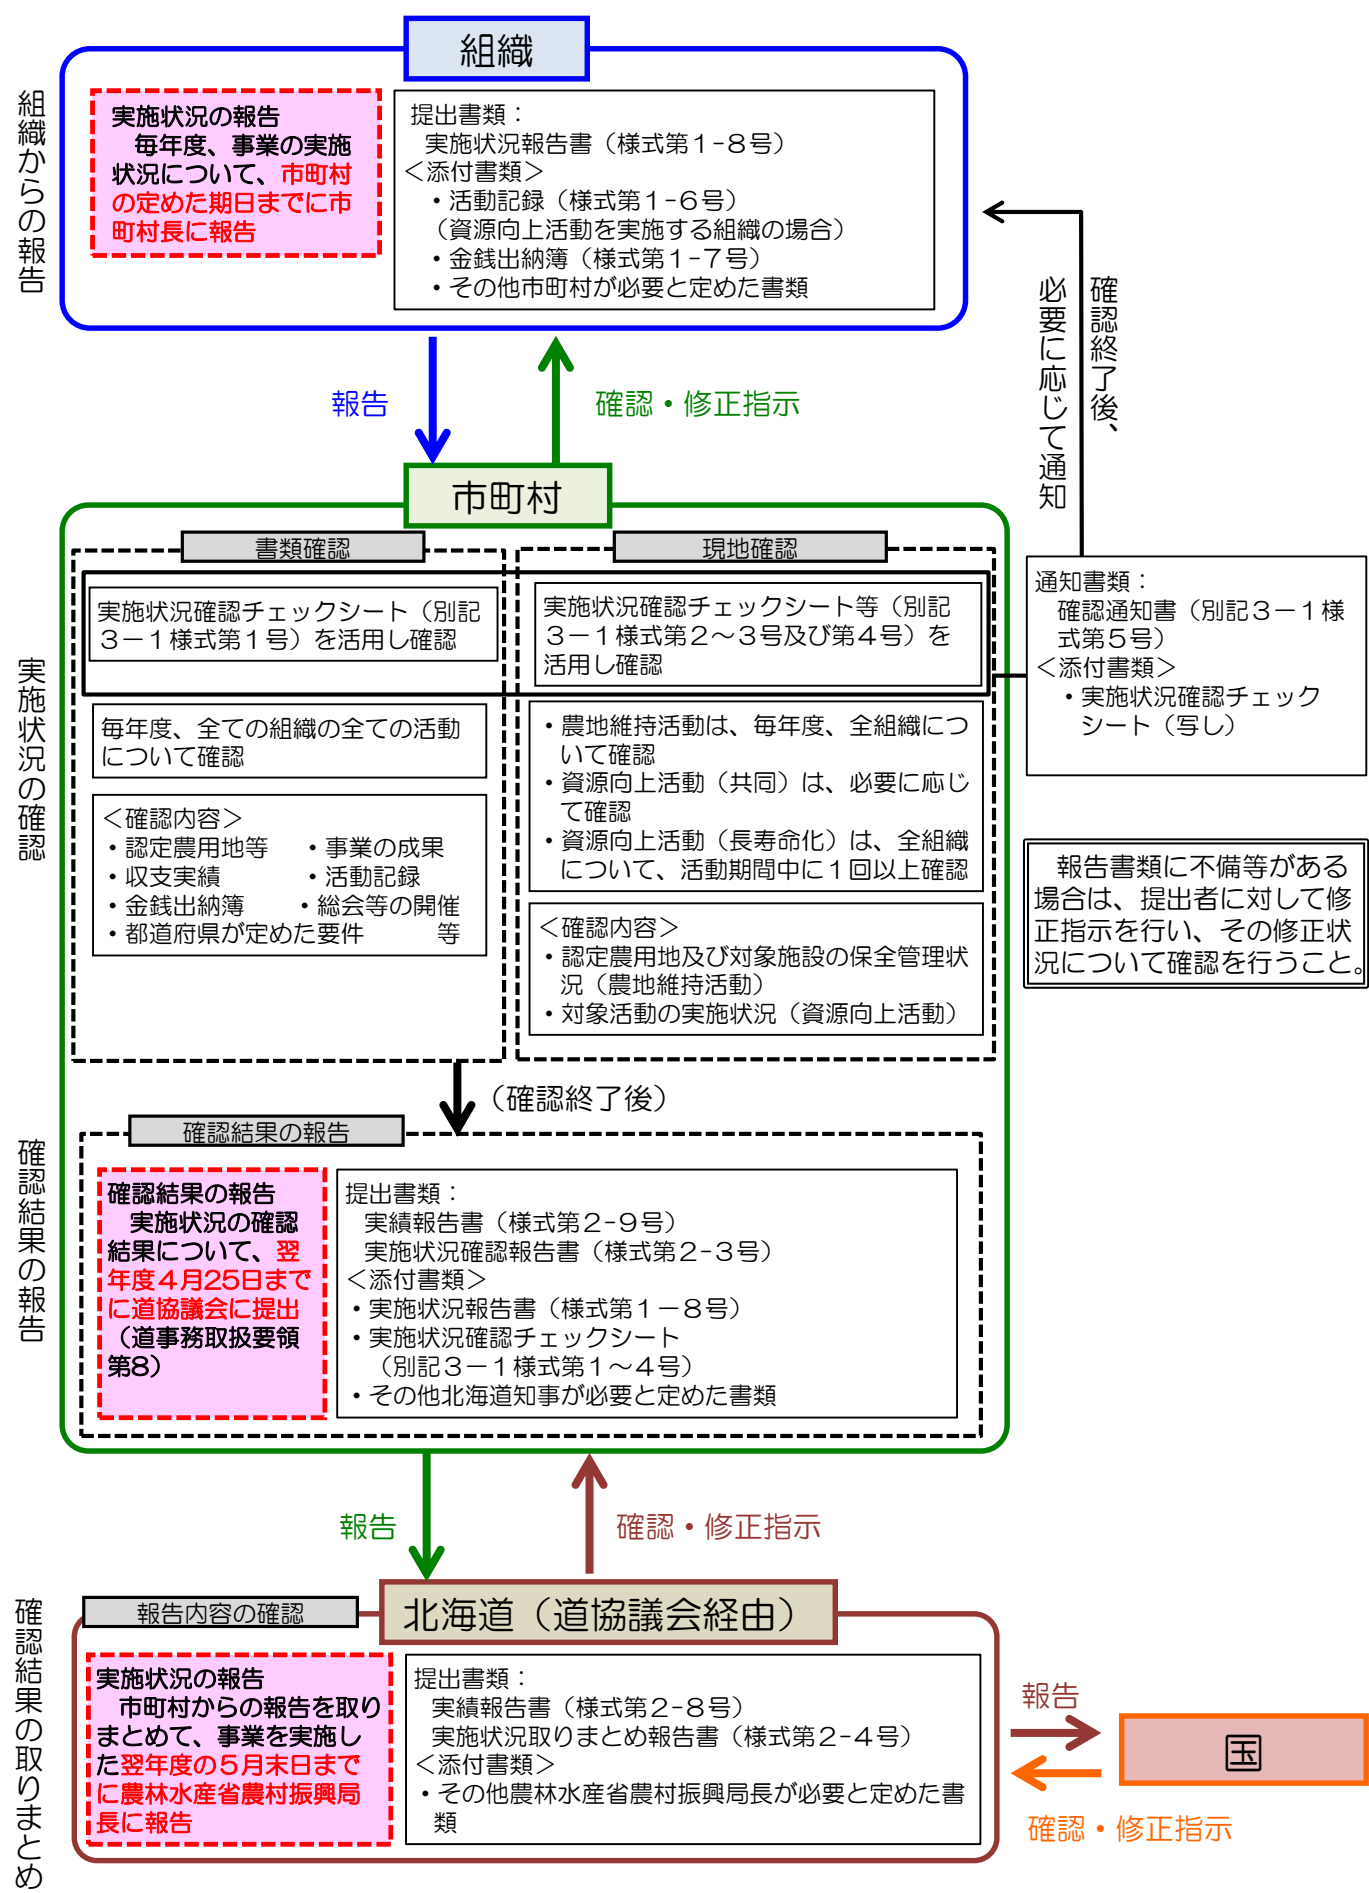 組織
組織からの報告
実施状況の報告
毎年度、事業の実施
状況について、市町村
の定めた期日までに市
町村長に報告
提出書類：
実施状況報告書（様式第１-８号）
＜添付書類＞
・活動記録（様式第１-６号）
（資源向上活動を実施する組織の場合）
・金銭出納簿（様式第１-７号）
・その他市町村が必要と定めた書類
報告
確認・修正指示
確認終了後、
必要に応じて通知
市町村
実施状況の確認
書類確認
実施状況確認チェックシート（別記
３－１様式第１号）を活用し確認
毎年度、全ての組織の全ての活動
について確認
＜確認内容＞
・認定農用地等　・事業の成果
・収支実績　・活動記録
・金銭出納簿　・総会等の開催
・都道府県が定めた要件　等
現地確認
実施状況確認チェックシート等（別記
３－１様式第２～３号及び第４号）を
活用し確認
・農地維持活動は、毎年度、全組織につ
いて確認
・資源向上活動（共同）は、必要に応じ
て確認
・資源向上活動（長寿命化）は、全組織
について、活動期間中に１回以上確認
＜確認内容＞
・認定農用地及び対象施設の保全管理状
況（農地維持活動）
・対象活動の実施状況（資源向上活動）
通知書類：
確認通知書（別記３－１様
式第５号）
＜添付書類＞
・実施状況確認チェック
シート（写し）
報告書類に不備等がある
場合は、提出者に対して修
正指示を行い、その修正状
況について確認を行うこと。
（確認終了後）
確認結果の報告
確認結果の報告
確認結果の報告
実施状況の確認
結果について、翌
年度４月25日まで
に道協議会に提出
（道事務取扱要領
第8）
提出書類：
実績報告書（様式第２-９号）
実施状況確認報告書（様式第２-３号）
＜添付書類＞
・実施状況報告書（様式第１－８号）
・実施状況確認チェックシート
（別記３－１様式第１～４号）
・その他北海道知事が必要と定めた書類
報告
確認・修正指示
確認結果の取りまとめ
報告内容の確認
北海道（道協議会経由）
実施状況の報告
市町村からの報告を取り
まとめて、事業を実施し
た翌年度の５月末日まで
に農林水産省農村振興局
長に報告
提出書類：
実績報告書（様式第２-８号）
実施状況取りまとめ報告書（様式第２-４号）
＜添付書類＞
・その他農林水産省農村振興局長が必要と定めた書
類
報告
国
確認・修正指示